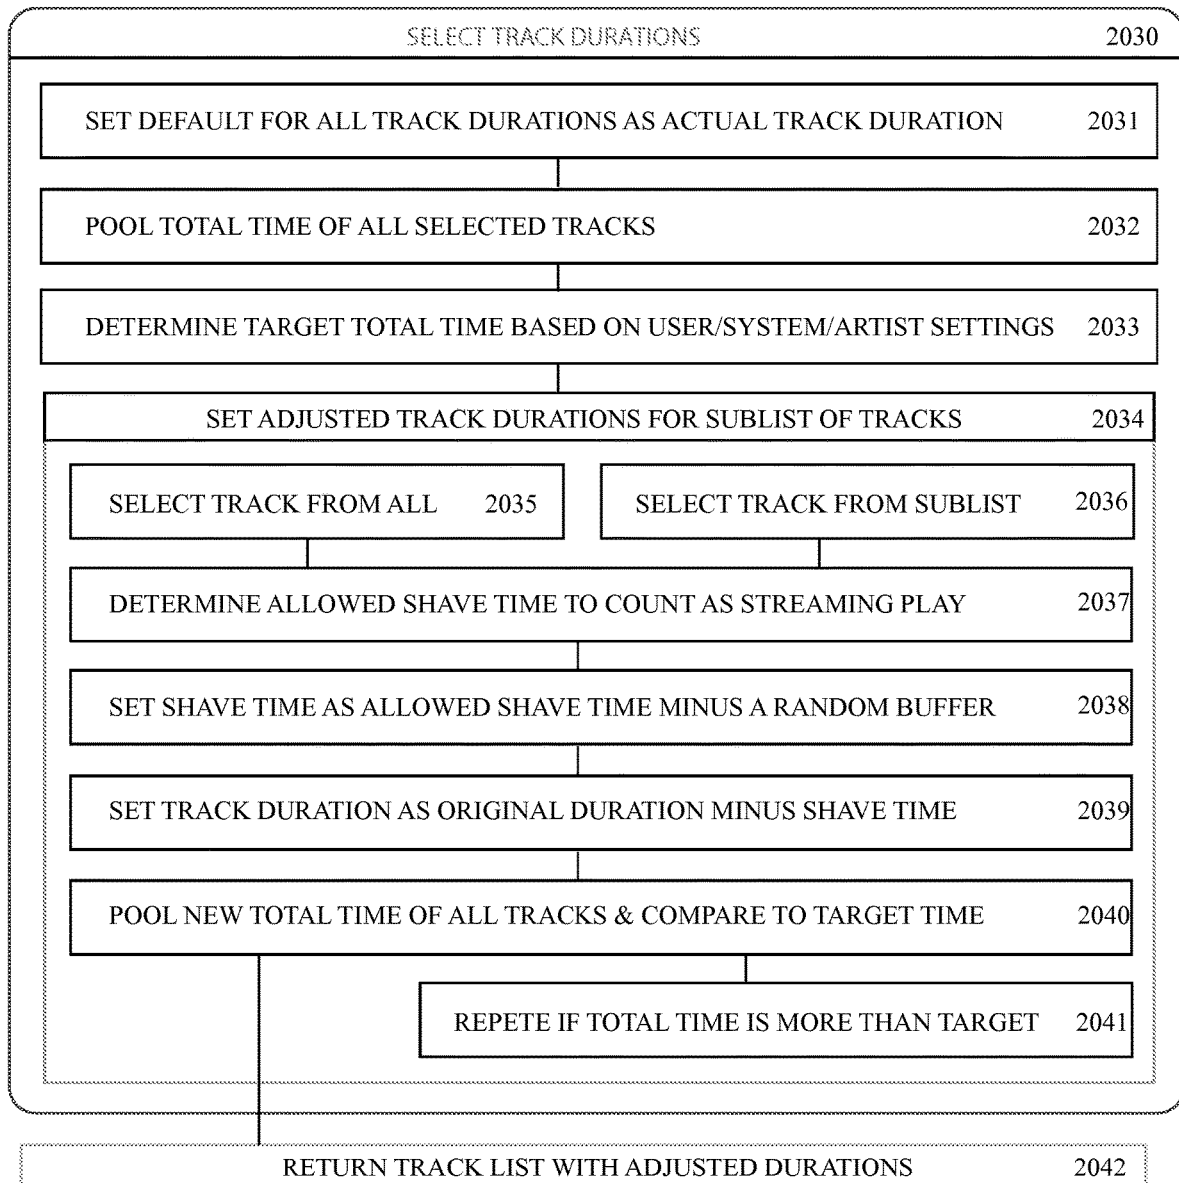 SELECT TRACK DURATIONS 2030
SET DEFAULT FOR ALL TRACK DURATIONS AS ACTUAL TRACK DURATION 2031
POOL TOTAL TIME OF ALL SELECTED TRACKS 2032
DETERMINE TARGET TOTAL TIME BASED ON USER/SYSTEM/ARTIST SETTINGS 2033
SET ADJUSTED TRACK DURATIONS FOR SUBLIST OF TRACKS 2034
SELECT TRACK FROM ALL 2035
SELECT TRACK FROM SUBLIST 2036
DETERMINE ALLOWED SHAVE TIME TO COUNT AS STREAMING PLAY 2037
SET SHAVE TIME AS ALLOWED SHAVE TIME MINUS A RANDOM BUFFER 2038
SET TRACK DURATION AS ORIGINAL DURATION MINUS SHAVE TIME 2039
POOL NEW TOTAL TIME OF ALL TRACKS & COMPARE TO TARGET TIME 2040
REPETE IF TOTAL TIME IS MORE THAN TARGET 2041
RETURN TRACK LIST WITH ADJUSTED DURATIONS 2042